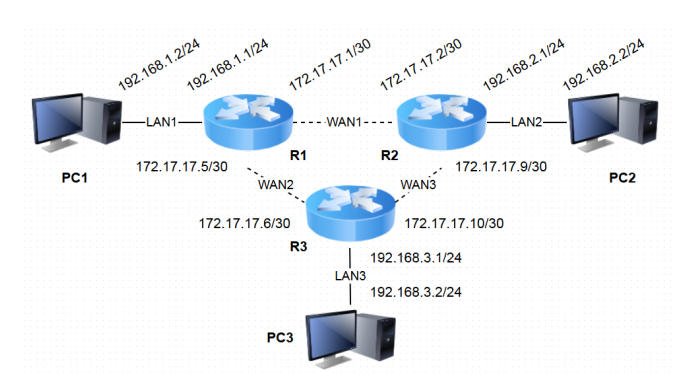 192.168.1.2/24
192.168.1.1/24
172.17.17.1/30
172.17.17.2/30
192.168.2.1/24
192.168.2.2/24
LAN1
WAN1
LAN2
R1
R2
PC1
172.17.17.5/30
172.17.17.9/30
PC2
WAN2
WAN3
172.17.17.6/30
172.17.17.10/30
R3
192.168.3.1/24
LAN3
192.168.3.2/24
PC3